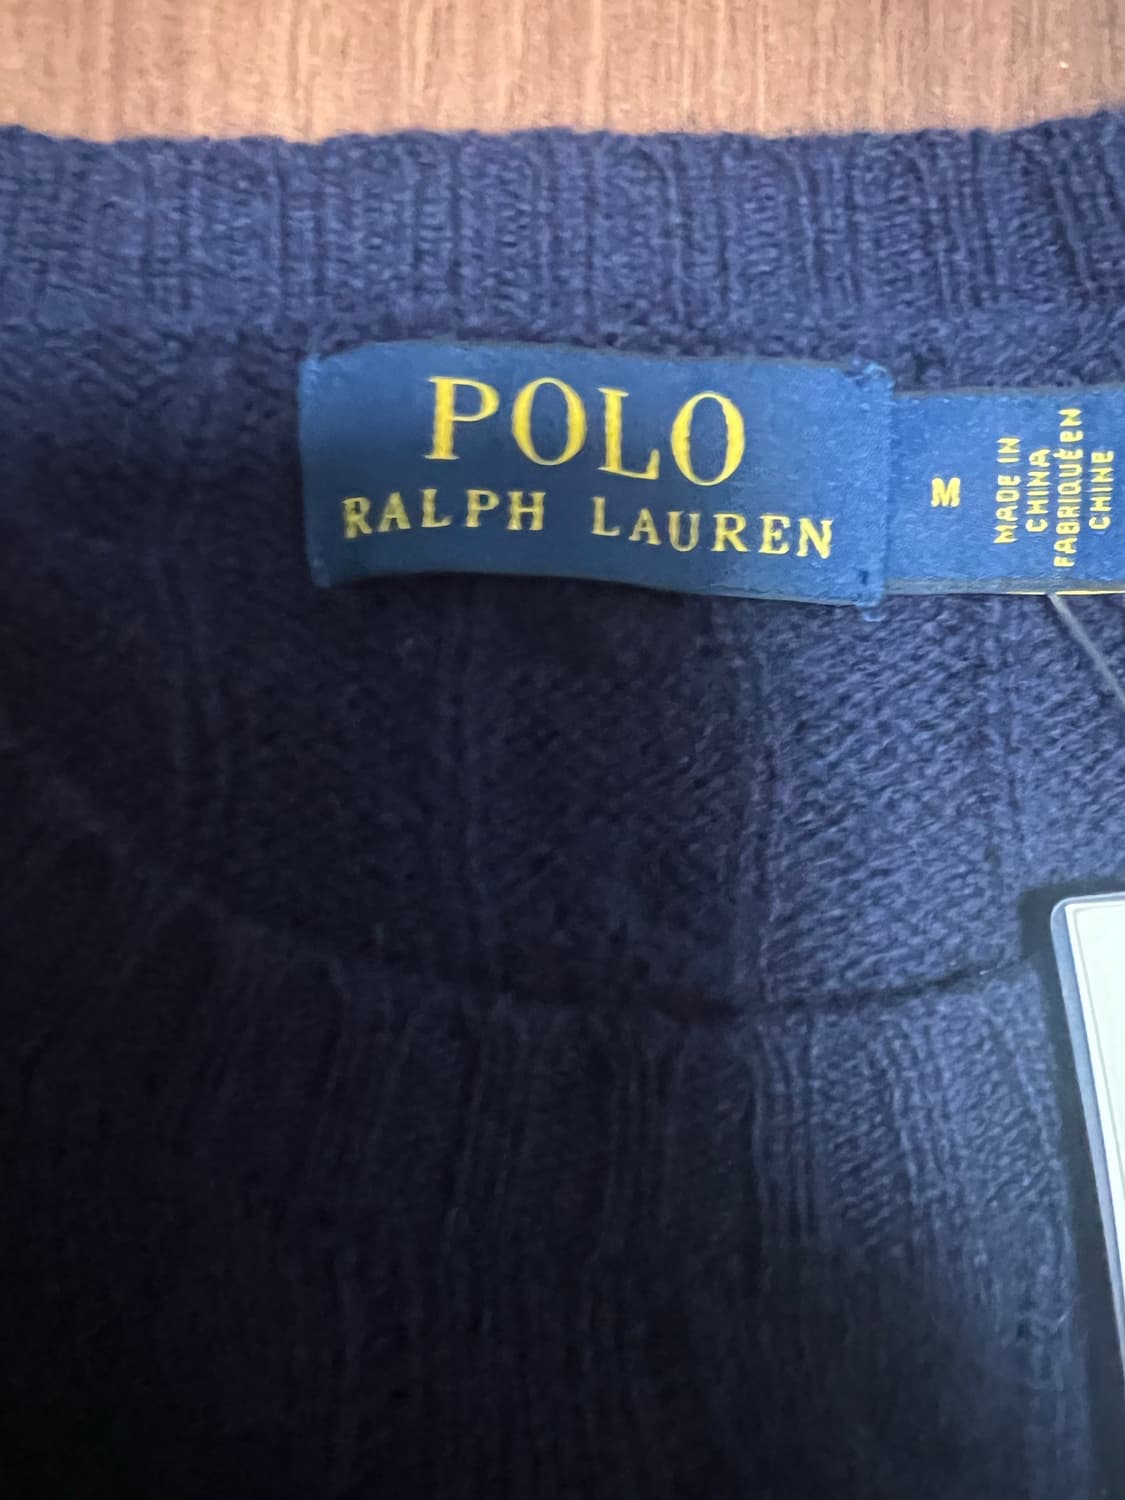 POLO
RALPH LAUREN
M
MADE IN
CHINA
FABRIQUÉ EN
CHINE